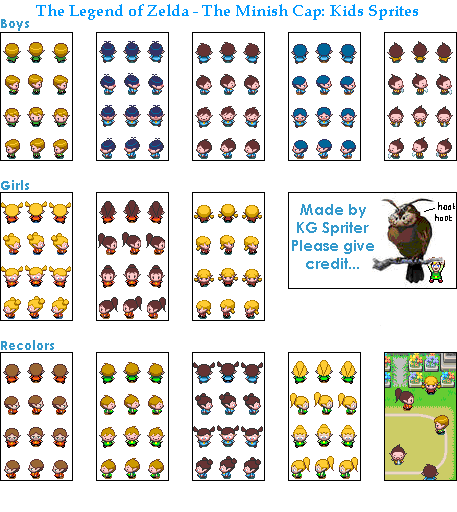 The Legend of Zelda - The Minish Cap: Kids Sprites
Boys
Girls
Made by
KG Spriter
Please give
credit...
hoot
hoot
Recolors